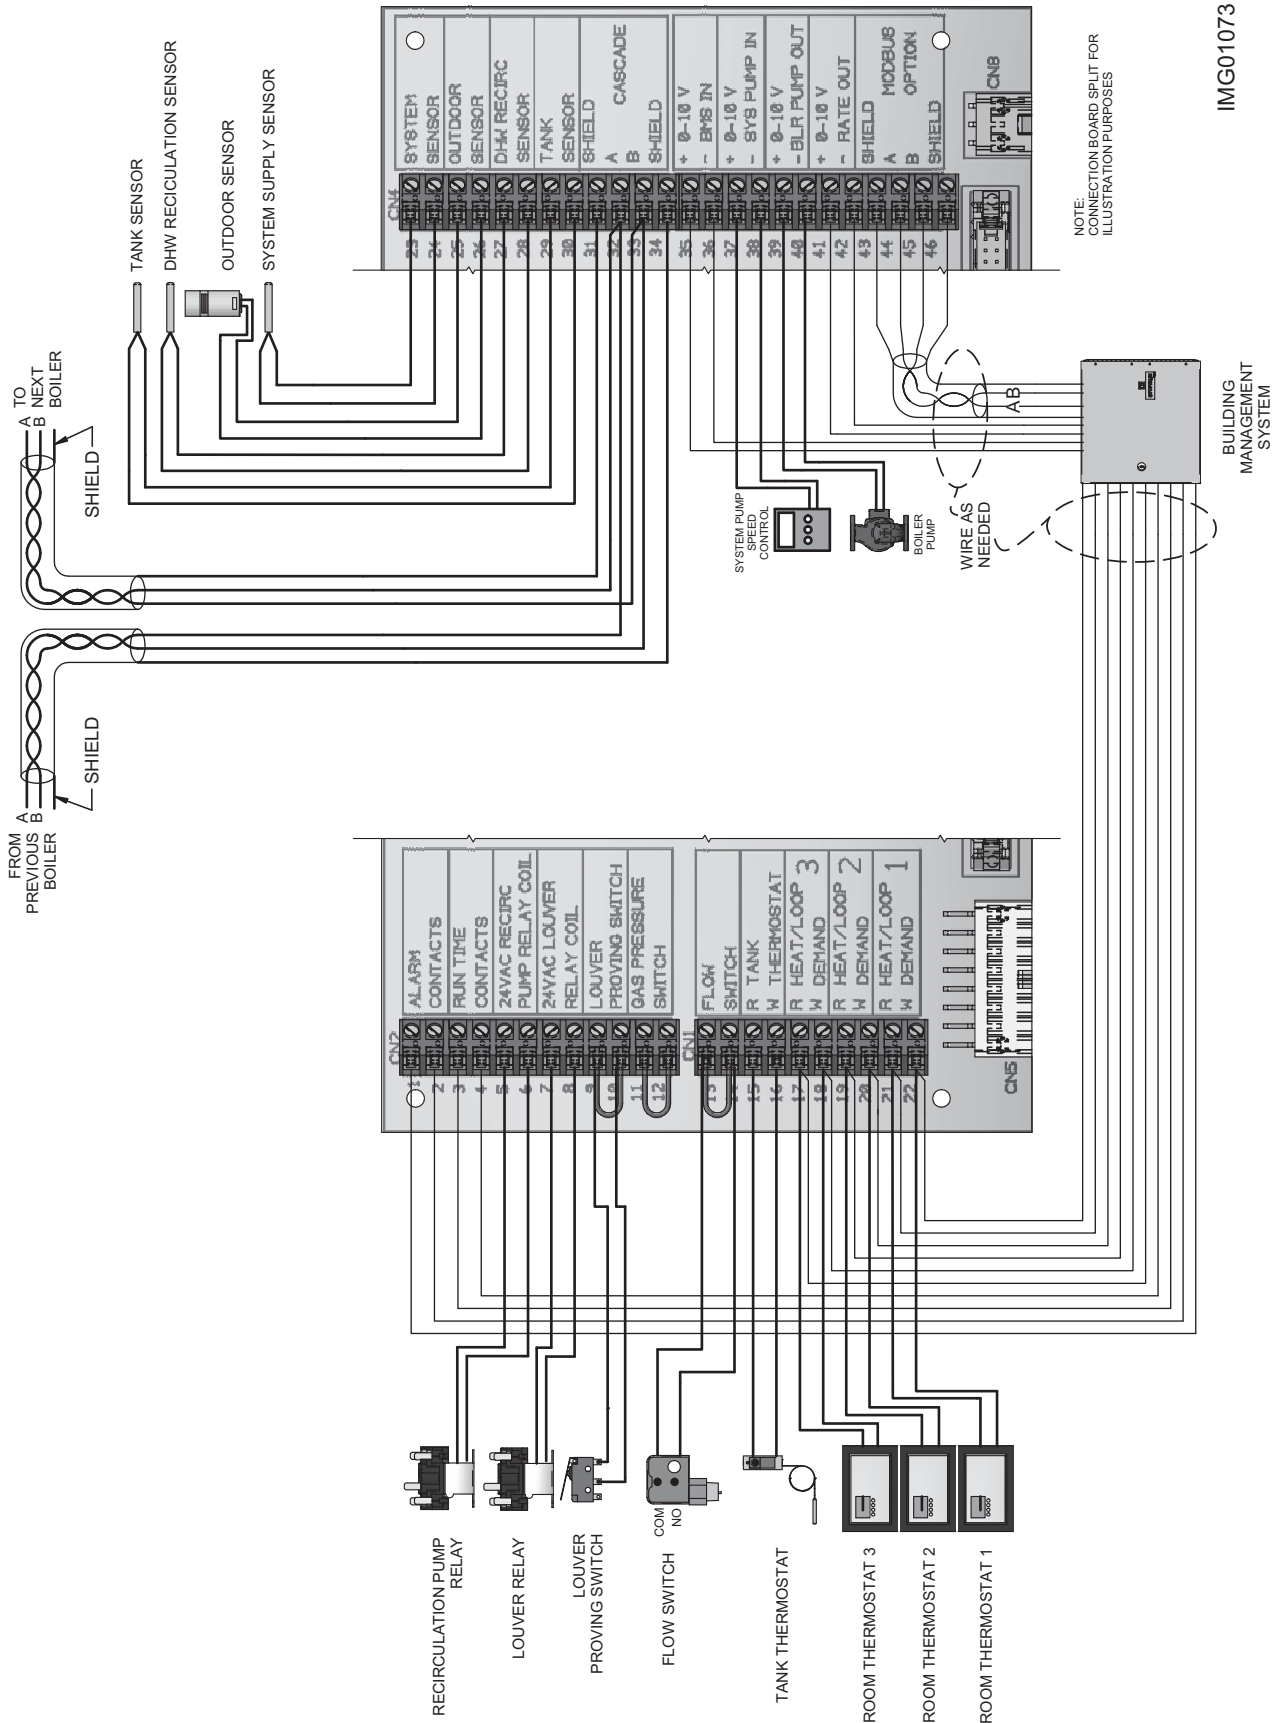 FROM
PREVIOUS
BOILER
A
B
SHIELD
A
B
TO
NEXT
BOILER
SHIELD
TANK SENSOR
DHW RECICULATION SENSOR
OUTDOOR SENSOR
SYSTEM SUPPLY SENSOR
CN2
1 ALARM
2 CONTACTS
3 RUN TIME
4 CONTACTS
5 24VAC RECIRC
6 PUMP RELAY COIL
7 24VAC LOUVER
8 RELAY COIL
9 LOUVER
10 PROVING SWITCH
11 GAS PRESSURE
12 SWITCH
CN1
13 FLOW
14 SWITCH
15 R TANK
16 W THERMOSTAT
17 R HEAT/LOOP 3
18 W DEMAND
19 R HEAT/LOOP 2
20 W DEMAND
21 R HEAT/LOOP 1
22 W DEMAND
CN5
CN4
23 SYSTEM
24 SENSOR
25 OUTDOOR
26 SENSOR
27 DHW RECIRC
28 SENSOR
29 TANK
30 SENSOR
31 SHIELD
32 A CASCADE
33 B
34 SHIELD
35 + 0-10 V
36 - BMS IN
37 + 0-10 V
38 - SYS PUMP IN
39 + 0-10 V
40 - BLR PUMP OUT
41 + 0-10 V
42 - RATE OUT
43 SHIELD
44 A MODBUS
45 B OPTION
46 SHIELD
CN8
RECIRCULATION PUMP
RELAY
LOUVER RELAY
LOUVER
PROVING SWITCH
FLOW SWITCH
COM
NO
TANK THERMOSTAT
ROOM THERMOSTAT 3
ROOM THERMOSTAT 2
ROOM THERMOSTAT 1
SYSTEM PUMP
SPEED
CONTROL
BOILER
PUMP
WIRE AS
NEEDED
A B
BUILDING
MANAGEMENT
SYSTEM
NOTE:
CONNECTION BOARD SPLIT FOR
ILLUSTRATION PURPOSES
IMG01073